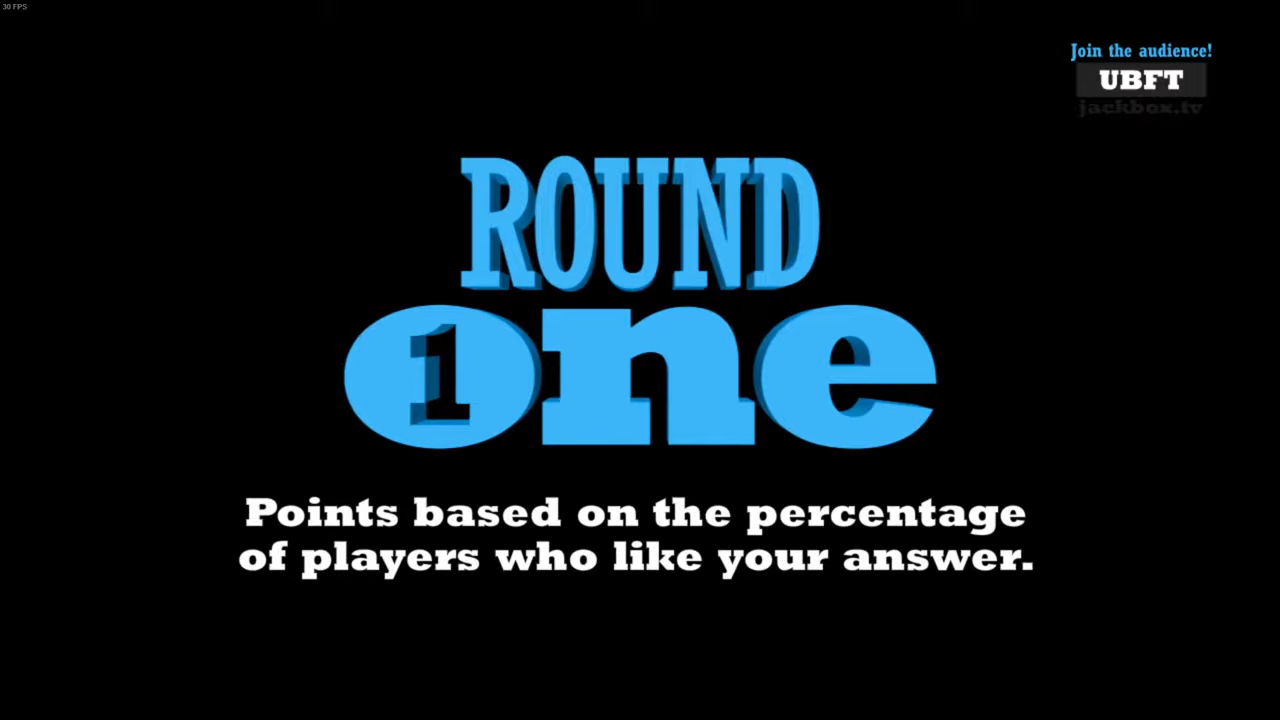 30 FPS
Join the audience!
UBFT
jackbox.tv
ROUND
One
1
Points based on the percentage
of players who like your answer.